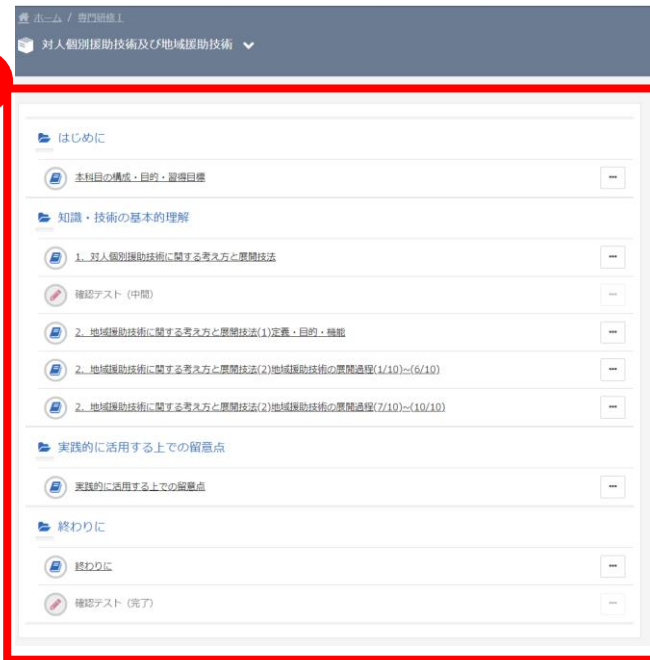 ホーム / 専門研修Ⅰ
対人個別援助技術及び地域援助技術
はじめに
本科目の構成・目的・習得目標
知識・技術の基本的理解
1. 対人個別援助技術に関する考え方と展開技法
確認テスト（中間）
2. 地域援助技術に関する考え方と展開技法(1)定義・目的・機能
2. 地域援助技術に関する考え方と展開技法(2)地域援助技術の展開過程(1/10)~(6/10)
2. 地域援助技術に関する考え方と展開技法(2)地域援助技術の展開過程(7/10)~(10/10)
実践的に活用する上での留意点
実践的に活用する上での留意点
終わりに
終わりに
確認テスト（完了）